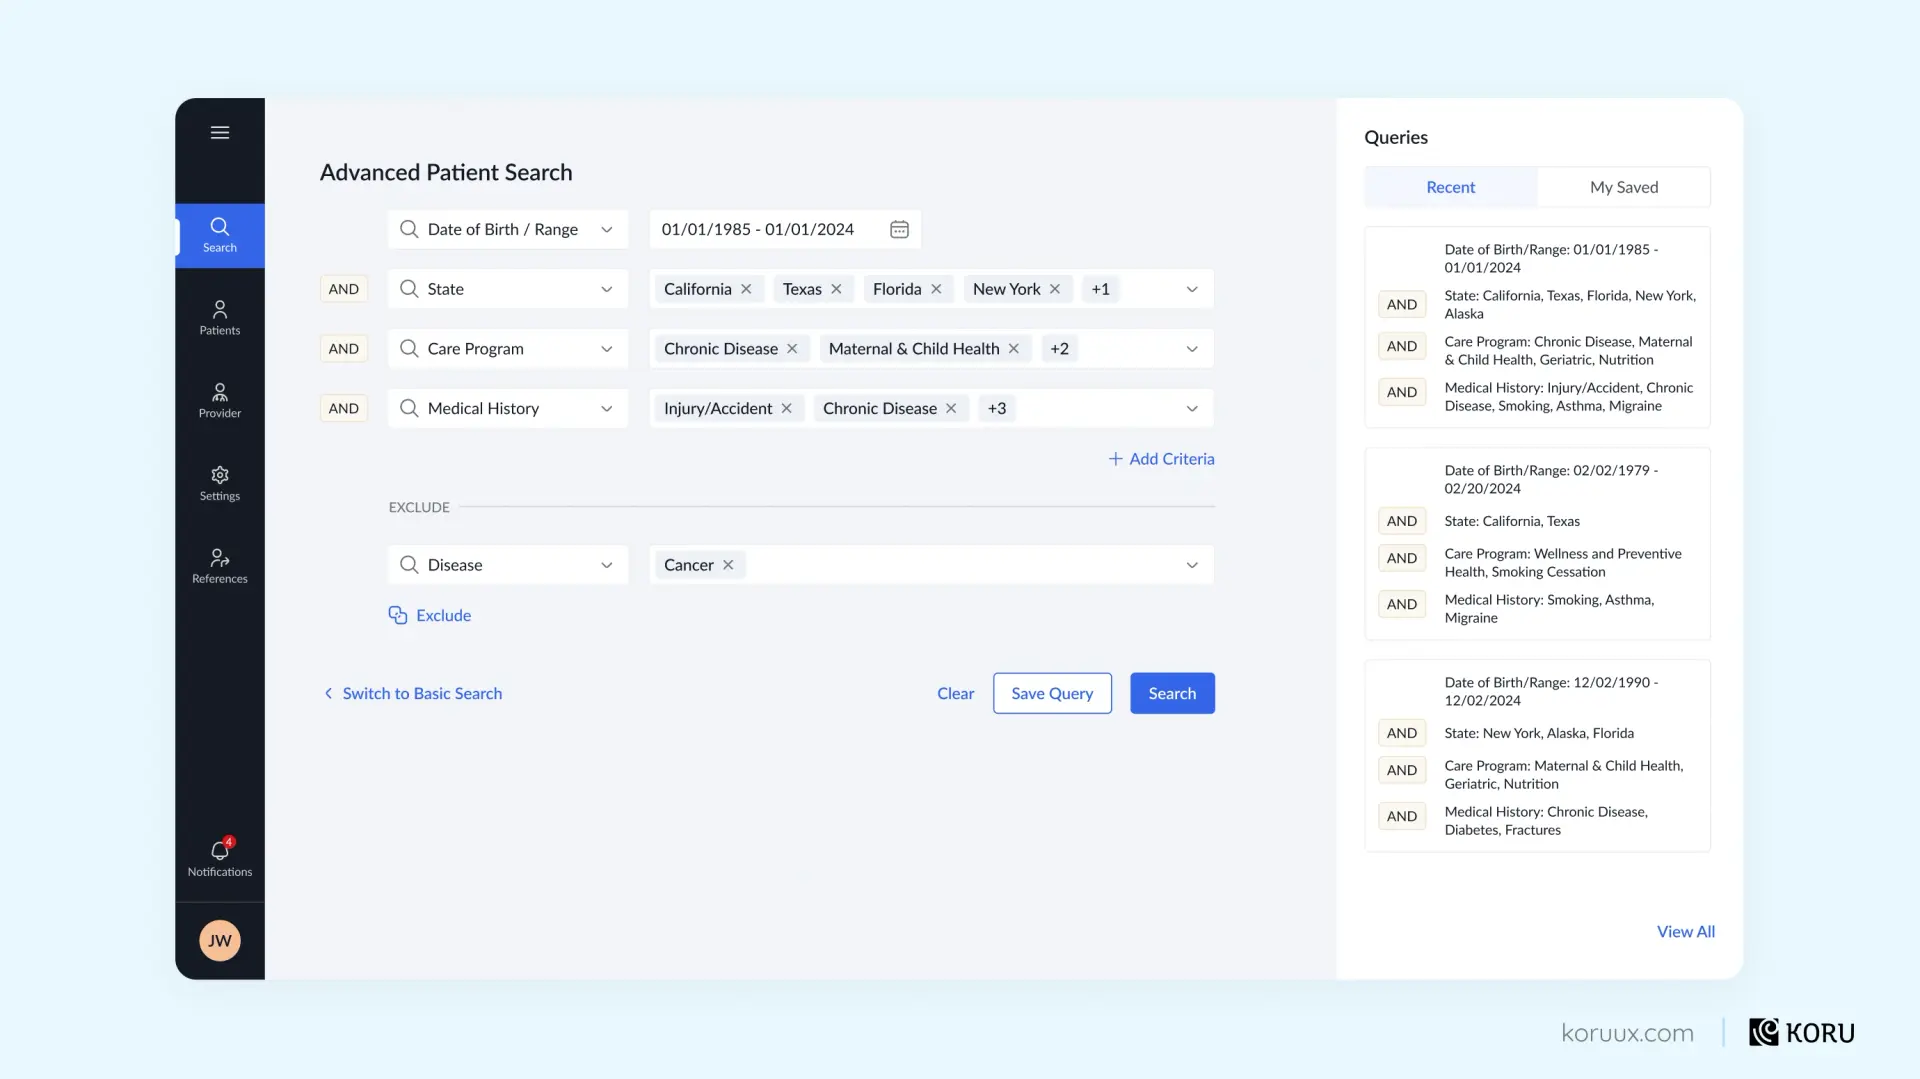 Search
Patients
Provider
Settings
References
4
Notifications
JW
Advanced Patient Search
Date of Birth / Range
01/01/1985 - 01/01/2024
AND
State
California
Texas
Florida
New York
+1
AND
Care Program
Chronic Disease
Maternal & Child Health
+2
AND
Medical History
Injury/Accident
Chronic Disease
+3
+ Add Criteria
EXCLUDE
Disease
Cancer
Exclude
Switch to Basic Search
Clear
Save Query
Search
Queries
Recent
My Saved
Date of Birth/Range: 01/01/1985 -
01/01/2024
AND
State: California, Texas, Florida, New York,
Alaska
AND
Care Program: Chronic Disease, Maternal
& Child Health, Geriatric, Nutrition
AND
Medical History: Injury/Accident, Chronic
Disease, Smoking, Asthma, Migraine
Date of Birth/Range: 02/02/1979 -
02/20/2024
AND
State: California, Texas
AND
Care Program: Wellness and Preventive
Health, Smoking Cessation
AND
Medical History: Smoking, Asthma,
Migraine
Date of Birth/Range: 12/02/1990 -
12/02/2024
AND
State: New York, Alaska, Florida
AND
Care Program: Maternal & Child Health,
Geriatric, Nutrition
AND
Medical History: Chronic Disease,
Diabetes, Fractures
View All
koruux.com
KORU